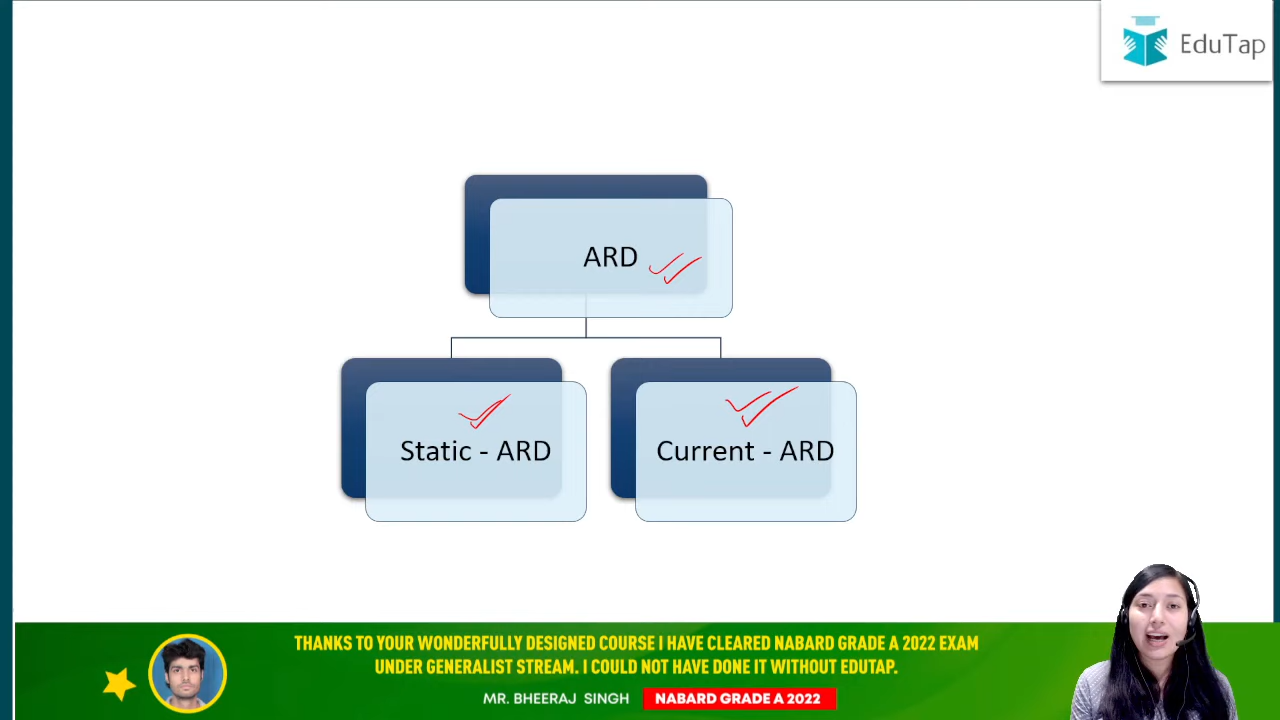 EduTap
ARD
Static - ARD
Current - ARD
THANKS TO YOUR WONDERFULLY DESIGNED COURSE I HAVE CLEARED NABARD GRADE A 2022 EXAM
UNDER GENERALIST STREAM. I COULD NOT HAVE DONE IT WITHOUT EDUTAP.
MR. BHEERAJ SINGH NABARD GRADE A 2022